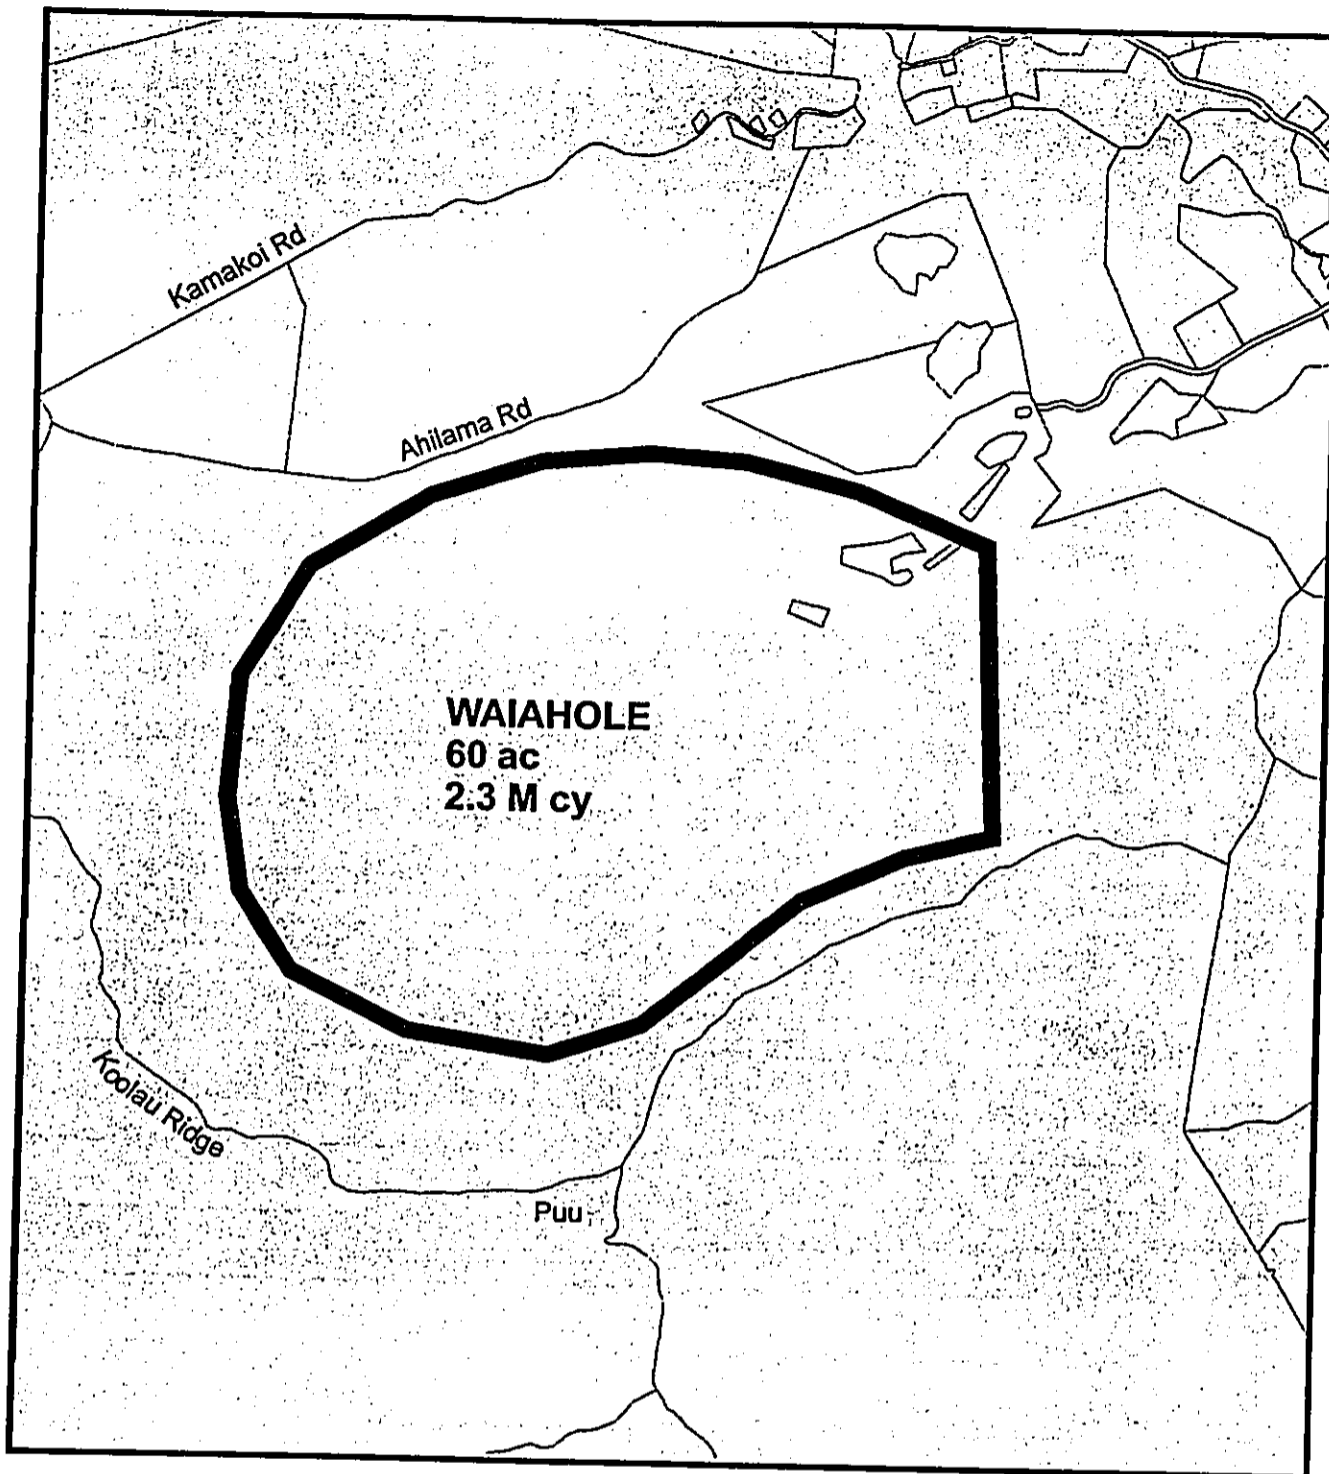 Kamakoi Rd
Ahilama Rd
WAIAHOLE
60 ac
2.3 M cy
Koolau Ridge
Puu